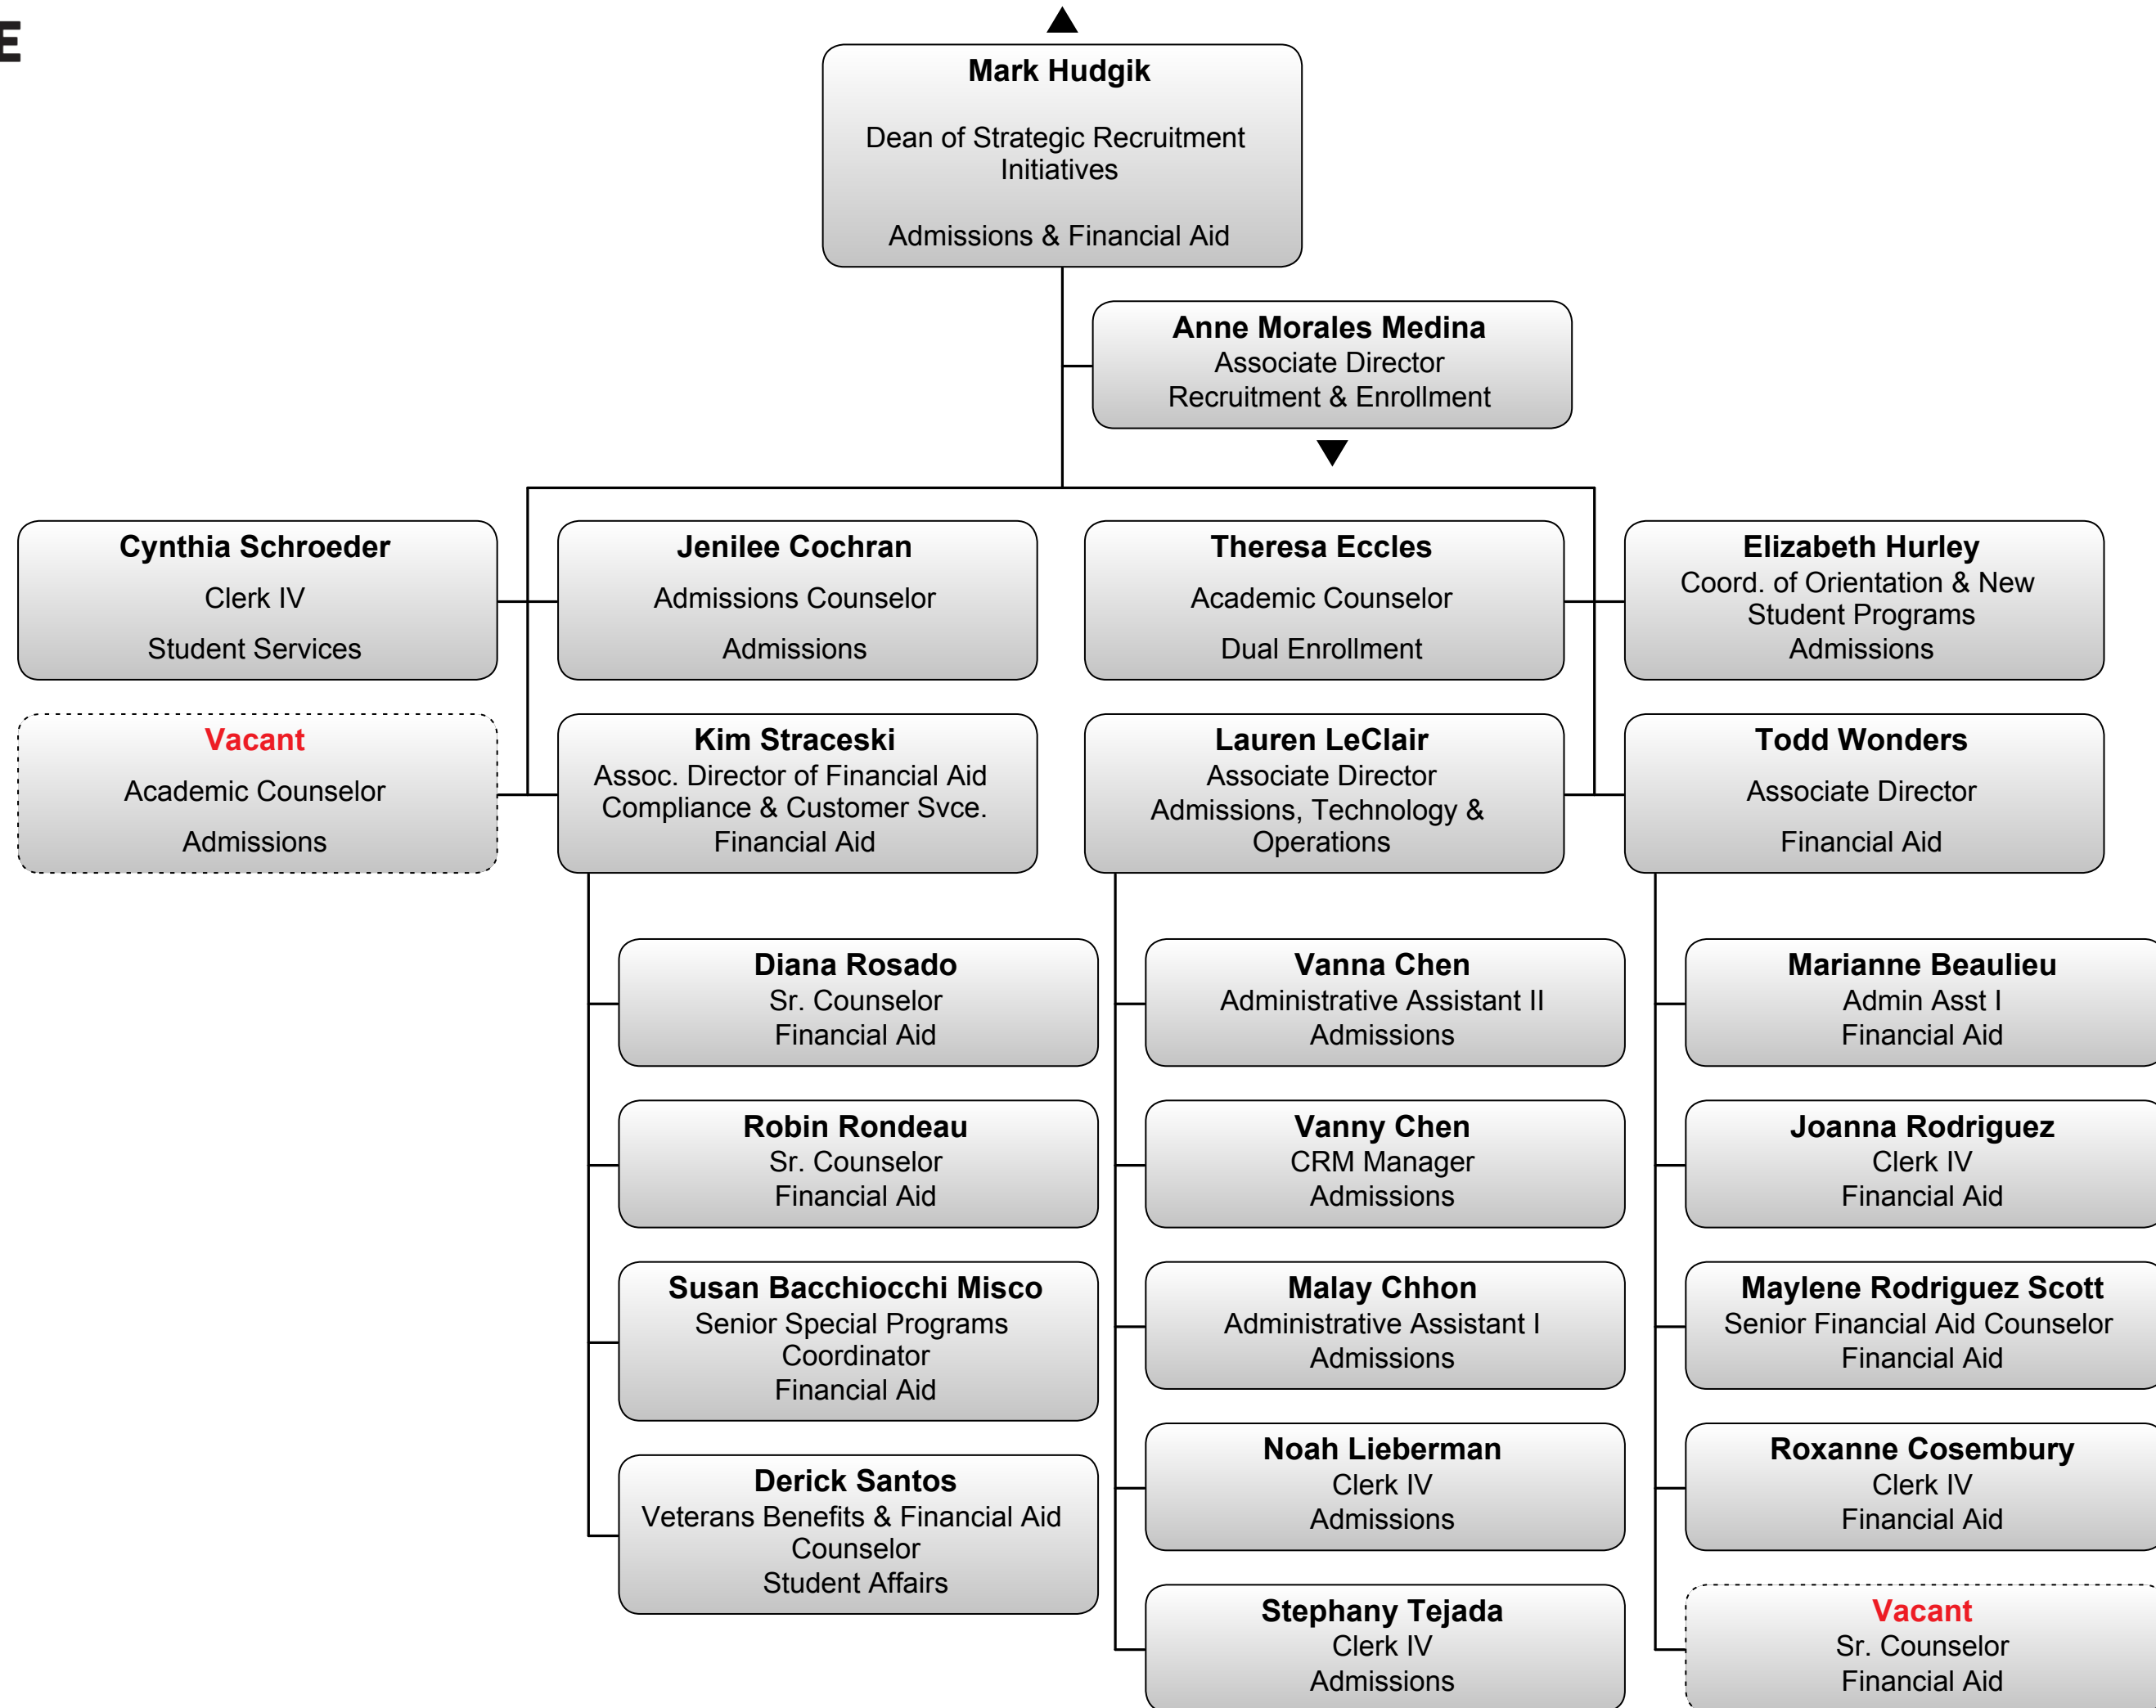 E
Mark Hudgik
Dean of Strategic Recruitment
Initiatives
Admissions & Financial Aid
Anne Morales Medina
Associate Director
Recruitment & Enrollment
Cynthia Schroeder
Clerk IV
Student Services
Jenilee Cochran
Admissions Counselor
Admissions
Theresa Eccles
Academic Counselor
Dual Enrollment
Elizabeth Hurley
Coord. of Orientation & New
Student Programs
Admissions
Vacant
Academic Counselor
Admissions
Kim Straceski
Assoc. Director of Financial Aid
Compliance & Customer Svce.
Financial Aid
Lauren LeClair
Associate Director
Admissions, Technology &
Operations
Todd Wonders
Associate Director
Financial Aid
Diana Rosado
Sr. Counselor
Financial Aid
Robin Rondeau
Sr. Counselor
Financial Aid
Susan Bacchiocchi Misco
Senior Special Programs
Coordinator
Financial Aid
Derick Santos
Veterans Benefits & Financial Aid
Counselor
Student Affairs
Vanna Chen
Administrative Assistant II
Admissions
Vanny Chen
CRM Manager
Admissions
Malay Chhon
Administrative Assistant I
Admissions
Noah Lieberman
Clerk IV
Admissions
Stephany Tejada
Clerk IV
Admissions
Marianne Beaulieu
Admin Asst I
Financial Aid
Joanna Rodriguez
Clerk IV
Financial Aid
Maylene Rodriguez Scott
Senior Financial Aid Counselor
Financial Aid
Roxanne Cosembury
Clerk IV
Financial Aid
Vacant
Sr. Counselor
Financial Aid